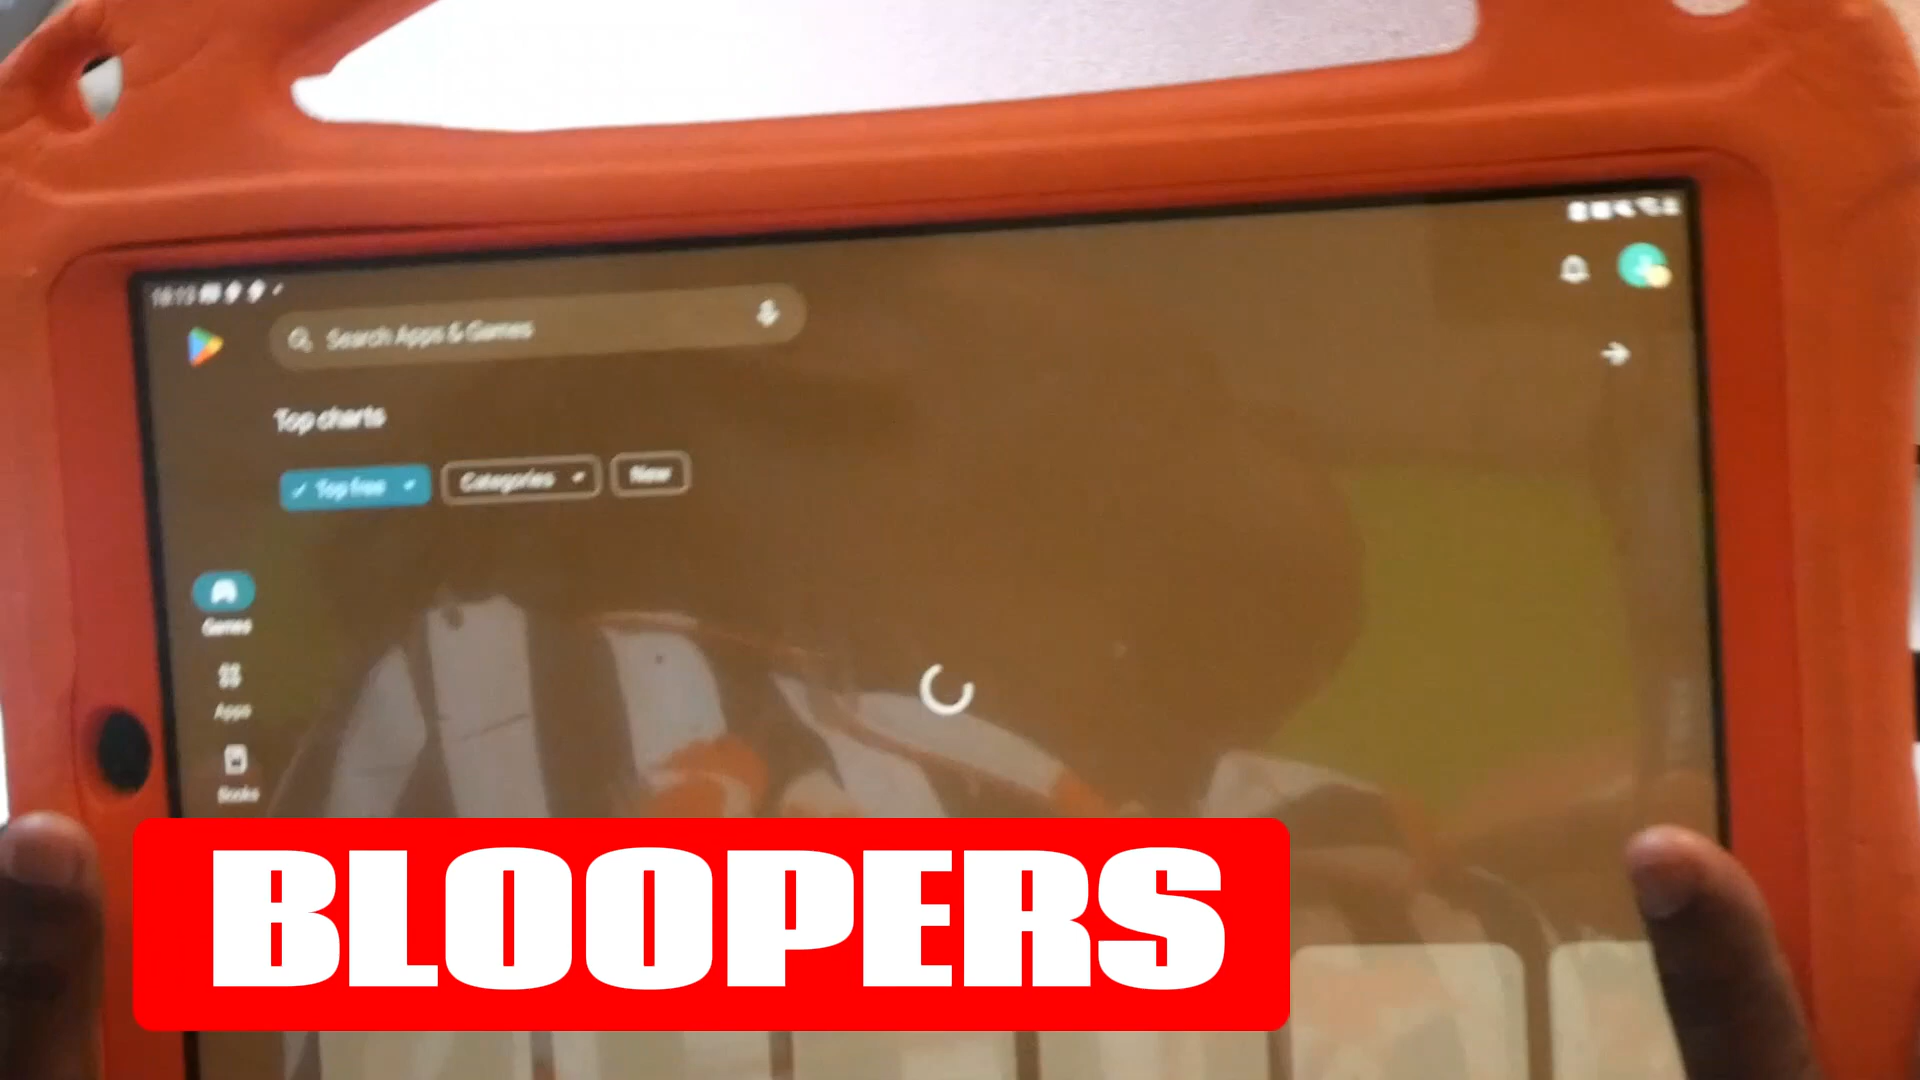 Search Apps & Games
Top charts
Top free
Categories
New
Games
Apps
Books
BLOOPERS